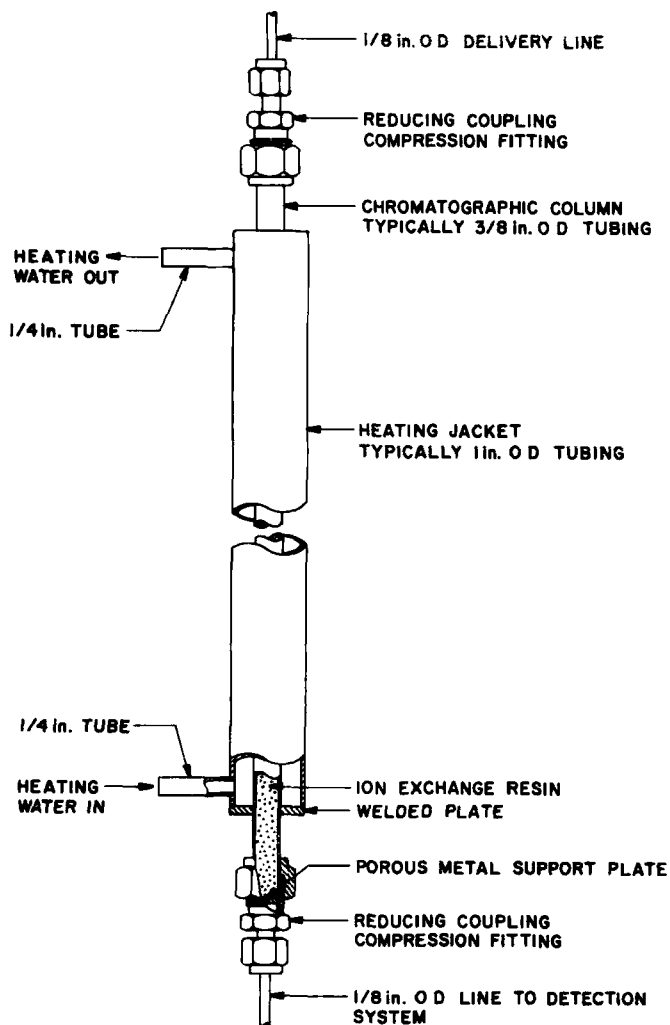 1/8 in. O D DELIVERY LINE
REDUCING COUPLING
COMPRESSION FITTING
CHROMATOGRAPHIC COLUMN
TYPICALLY 3/8 in. O D TUBING
HEATING
WATER OUT
1/4 in. TUBE
HEATING JACKET
TYPICALLY 1 in. O D TUBING
1/4 in. TUBE
HEATING
WATER IN
ION EXCHANGE RESIN
WELDED PLATE
POROUS METAL SUPPORT PLATE
REDUCING COUPLING
COMPRESSION FITTING
1/8 in. O D LINE TO DETECTION
SYSTEM